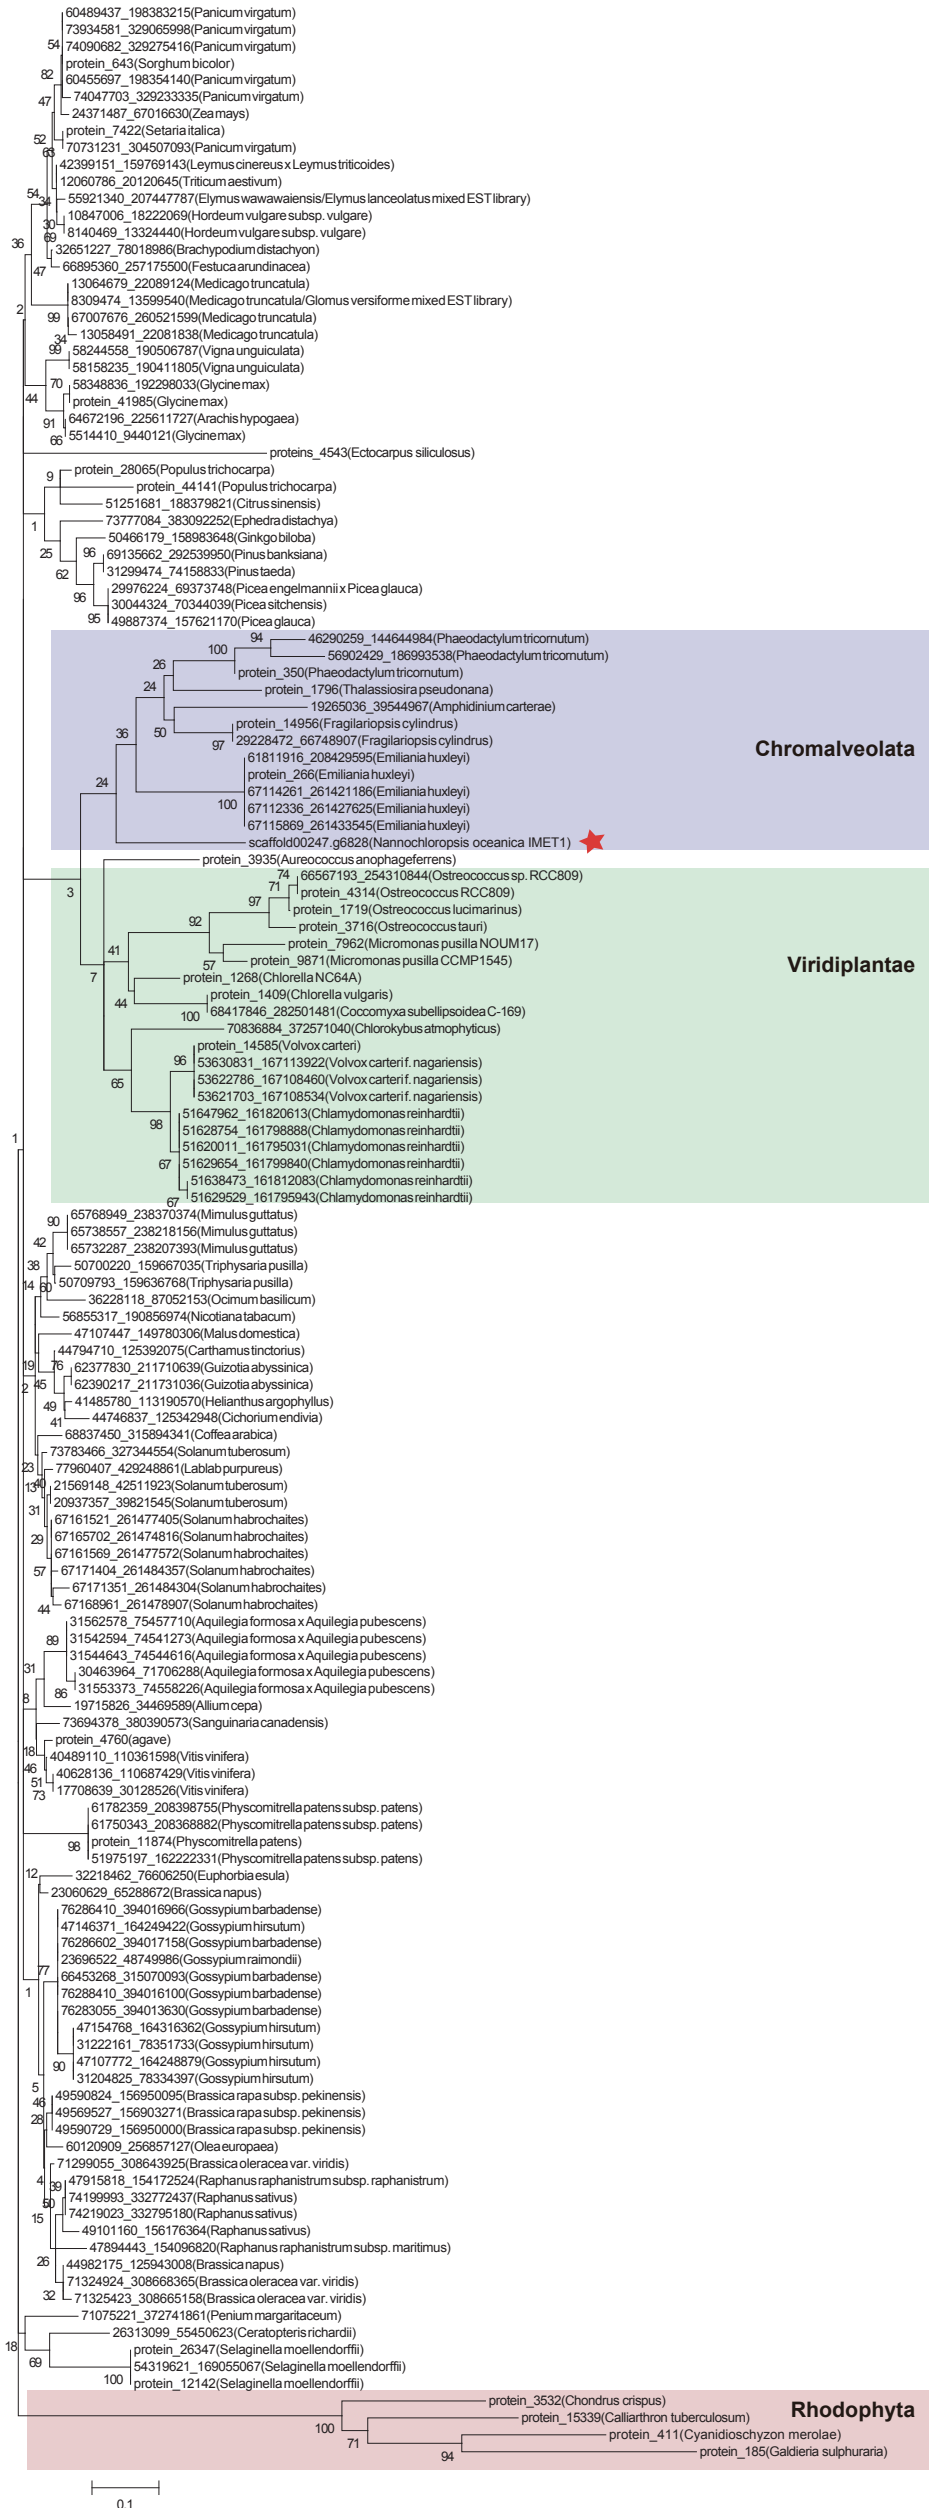 60489437_198383215(Panicum virgatum)
73934581_329065998(Panicum virgatum)
74090682_329275416(Panicum virgatum)
54
protein_643(Sorghum bicolor)
82
60455697_198354140(Panicum virgatum)
47
74047703_329233335(Panicum virgatum)
24371487_67016630(Zea mays)
protein_7422(Setaria italica)
52
63
70731231_304507093(Panicum virgatum)
42399151_159769143(Leymus cinereus x Leymus triticoides)
12060786_20120645(Triticum aestivum)
54
34
55921340_207447787(Elymus wawawaiensis/Elymus lanceolatus mixed EST library)
10847006_18222069(Hordeum vulgare subsp. vulgare)
30
8140469_13324440(Hordeum vulgare subsp. vulgare)
69
36
32651227_78018986(Brachypodium distachyon)
47
66895360_257175500(Festuca arundinacea)
13064679_22089124(Medicago truncatula)
8309474_13599540(Medicago truncatula/Glomus versiforme mixed EST library)
2
99
67007676_260521599(Medicago truncatula)
34
13058491_22081838(Medicago truncatula)
99
58244558_190506787(Vigna unguiculata)
58158235_190411805(Vigna unguiculata)
70
58348836_192298033(Glycine max)
44
protein_41985(Glycine max)
91
64672196_225611727(Arachis hypogaea)
66
5514410_9440121(Glycine max)
proteins_4543(Ectocarpus siliculosus)
9
protein_28065(Populus trichocarpa)
protein_44141(Populus trichocarpa)
51251681_188379821(Citrus sinensis)
1
73777084_383092252(Ephedra distachya)
50466179_158983648(Ginkgo biloba)
25
96
69135662_292539950(Pinus banksiana)
62
31299474_74158833(Pinus taeda)
96
29976224_69373748(Picea engelmannii x Picea glauca)
30044324_70344039(Picea sitchensis)
95
49887374_157621170(Picea glauca)
94
46290259_144644984(Phaeodactylum tricornutum)
100
56902429_186993538(Phaeodactylum tricornutum)
26
protein_350(Phaeodactylum tricornutum)
24
protein_1796(Thalassiosira pseudonana)
19265036_39544967(Amphidinium carterae)
36
50
protein_14956(Fragilariopsis cylindrus)
97
29228472_66748907(Fragilariopsis cylindrus)
Chromalveolata
61811916_208429595(Emiliania huxleyi)
protein_266(Emiliania huxleyi)
24
67114261_261421186(Emiliania huxleyi)
100
67112336_261427625(Emiliania huxleyi)
67115869_261433545(Emiliania huxleyi)
scaffold00247.g6828(Nannochloropsis oceanica IMET1)
protein_3935(Aureococcus anophageferrens)
3
74
66567193_254310844(Ostreococcus sp. RCC809)
71
protein_4314(Ostreococcus RCC809)
97
protein_1719(Ostreococcus lucimarinus)
92
protein_3716(Ostreococcus tauri)
41
protein_7962(Micromonas pusilla NOUM17)
57
protein_9871(Micromonas pusilla CCMP1545)
Viridiplantae
7
protein_1268(Chlorella NC64A)
44
protein_1409(Chlorella vulgaris)
100
68417846_282501481(Coccomyxa subellipsoidea C-169)
70836884_372571040(Chlorokybus atmophyticus)
protein_14585(Volvox carteri)
96
53630831_167113922(Volvox carteri f. nagariensis)
65
53622786_167108460(Volvox carteri f. nagariensis)
53621703_167108534(Volvox carteri f. nagariensis)
98
51647962_161820613(Chlamydomonas reinhardtii)
51628754_161798888(Chlamydomonas reinhardtii)
1
51620011_161795031(Chlamydomonas reinhardtii)
67
51629654_161799840(Chlamydomonas reinhardtii)
51638473_161812083(Chlamydomonas reinhardtii)
67
51629529_161795943(Chlamydomonas reinhardtii)
90
65768949_238370374(Mimulus guttatus)
65738557_238218156(Mimulus guttatus)
42
65732287_238207393(Mimulus guttatus)
38
50700220_159667035(Triphysaria pusilla)
14
60
50709793_159636768(Triphysaria pusilla)
36228118_87052153(Ocimum basilicum)
56855317_190856974(Nicotiana tabacum)
47107447_149780306(Malus domestica)
44794710_125392075(Carthamus tinctorius)
19
76
62377830_211710639(Guizotia abyssinica)
2
45
62390217_211731036(Guizotia abyssinica)
49
41485780_113190570(Helianthus argophyllus)
41
44746837_125342948(Cichorium endivia)
68837450_315894341(Coffea arabica)
73783466_327344554(Solanum tuberosum)
23
77960407_429248861(Lablab purpureus)
13
40
21569148_42511923(Solanum tuberosum)
31
20937357_39821545(Solanum tuberosum)
67161521_261477405(Solanum habrochaites)
29
67165702_261474816(Solanum habrochaites)
67161569_261477572(Solanum habrochaites)
57
67171404_261484357(Solanum habrochaites)
67171351_261484304(Solanum habrochaites)
44
67168961_261478907(Solanum habrochaites)
31562578_75457710(Aquilegia formosa x Aquilegia pubescens)
89
31542594_74541273(Aquilegia formosa x Aquilegia pubescens)
31544643_74544616(Aquilegia formosa x Aquilegia pubescens)
31
30463964_71706288(Aquilegia formosa x Aquilegia pubescens)
86
31553373_74558226(Aquilegia formosa x Aquilegia pubescens)
8
19715826_34469589(Allium cepa)
73694378_380390573(Sanguinaria canadensis)
protein_4760(agave)
18
40489110_110361598(Vitis vinifera)
46
40628136_110687429(Vitis vinifera)
51
73
17708639_30128526(Vitis vinifera)
61782359_208398755(Physcomitrella patens subsp. patens)
61750343_208368882(Physcomitrella patens subsp. patens)
98
protein_11874(Physcomitrella patens)
51975197_162222331(Physcomitrella patens subsp. patens)
12
32218462_76606250(Euphorbia esula)
23060629_65288672(Brassica napus)
76286410_394016966(Gossypium barbadense)
47146371_164249422(Gossypium hirsutum)
76286602_394017158(Gossypium barbadense)
23696522_48749986(Gossypium raimondii)
77
66453268_315070093(Gossypium barbadense)
1
76288410_394016100(Gossypium barbadense)
76283055_394013630(Gossypium barbadense)
47154768_164316362(Gossypium hirsutum)
31222161_78351733(Gossypium hirsutum)
90
47107772_164248879(Gossypium hirsutum)
31204825_78334397(Gossypium hirsutum)
5
49590824_156950095(Brassica rapa subsp. pekinensis)
46
49569527_156903271(Brassica rapa subsp. pekinensis)
28
49590729_156950000(Brassica rapa subsp. pekinensis)
60120909_256857127(Olea europaea)
71299055_308643925(Brassica oleracea var. viridis)
4
39
47915818_154172524(Raphanus raphanistrum subsp. raphanistrum)
50
74199993_332772437(Raphanus sativus)
15
74219023_332795180(Raphanus sativus)
49101160_156176364(Raphanus sativus)
47894443_154096820(Raphanus raphanistrum subsp. maritimus)
26
44982175_125943008(Brassica napus)
71324924_308668365(Brassica oleracea var. viridis)
32
71325423_308665158(Brassica oleracea var. viridis)
71075221_372741861(Penium margaritaceum)
26313099_55450623(Ceratopteris richardii)
18
protein_26347(Selaginella moellendorffii)
69
54319621_169055067(Selaginella moellendorffii)
100
protein_12142(Selaginella moellendorffii)
protein_3532(Chondrus crispus)
Rhodophyta
protein_15339(Calliarthron tuberculosum)
100
71
protein_411(Cyanidioschyzon merolae)
94
protein_185(Galdieria sulphuraria)
0.1